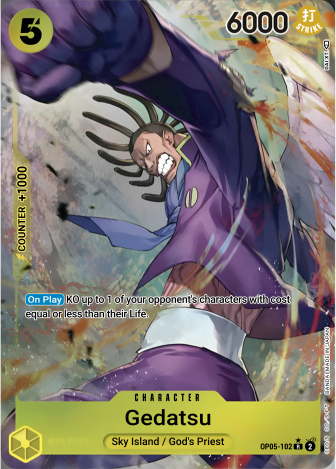 5
6000
打
STRIKE
COUNTER +1000
On Play KO up to 1 of your opponent's characters with cost
equal or less than their Life.
CHARACTER
Gedatsu
Sky Island / God's Priest
OP05-102 R 2